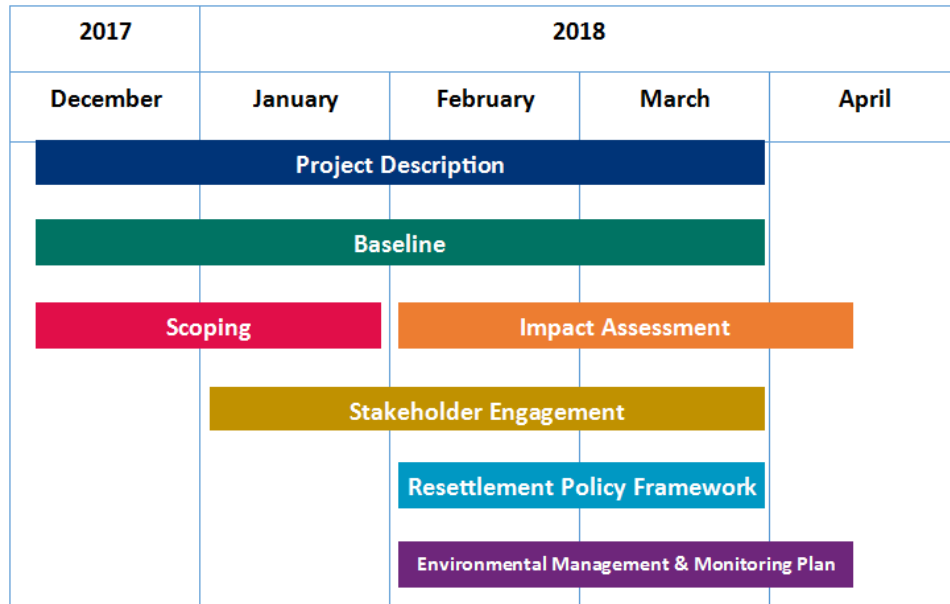 2017 2018
December January February March April
Project Description
Baseline
Scoping Impact Assessment
Stakeholder Engagement
Resettlement Policy Framework
Environmental Management & Monitoring Plan